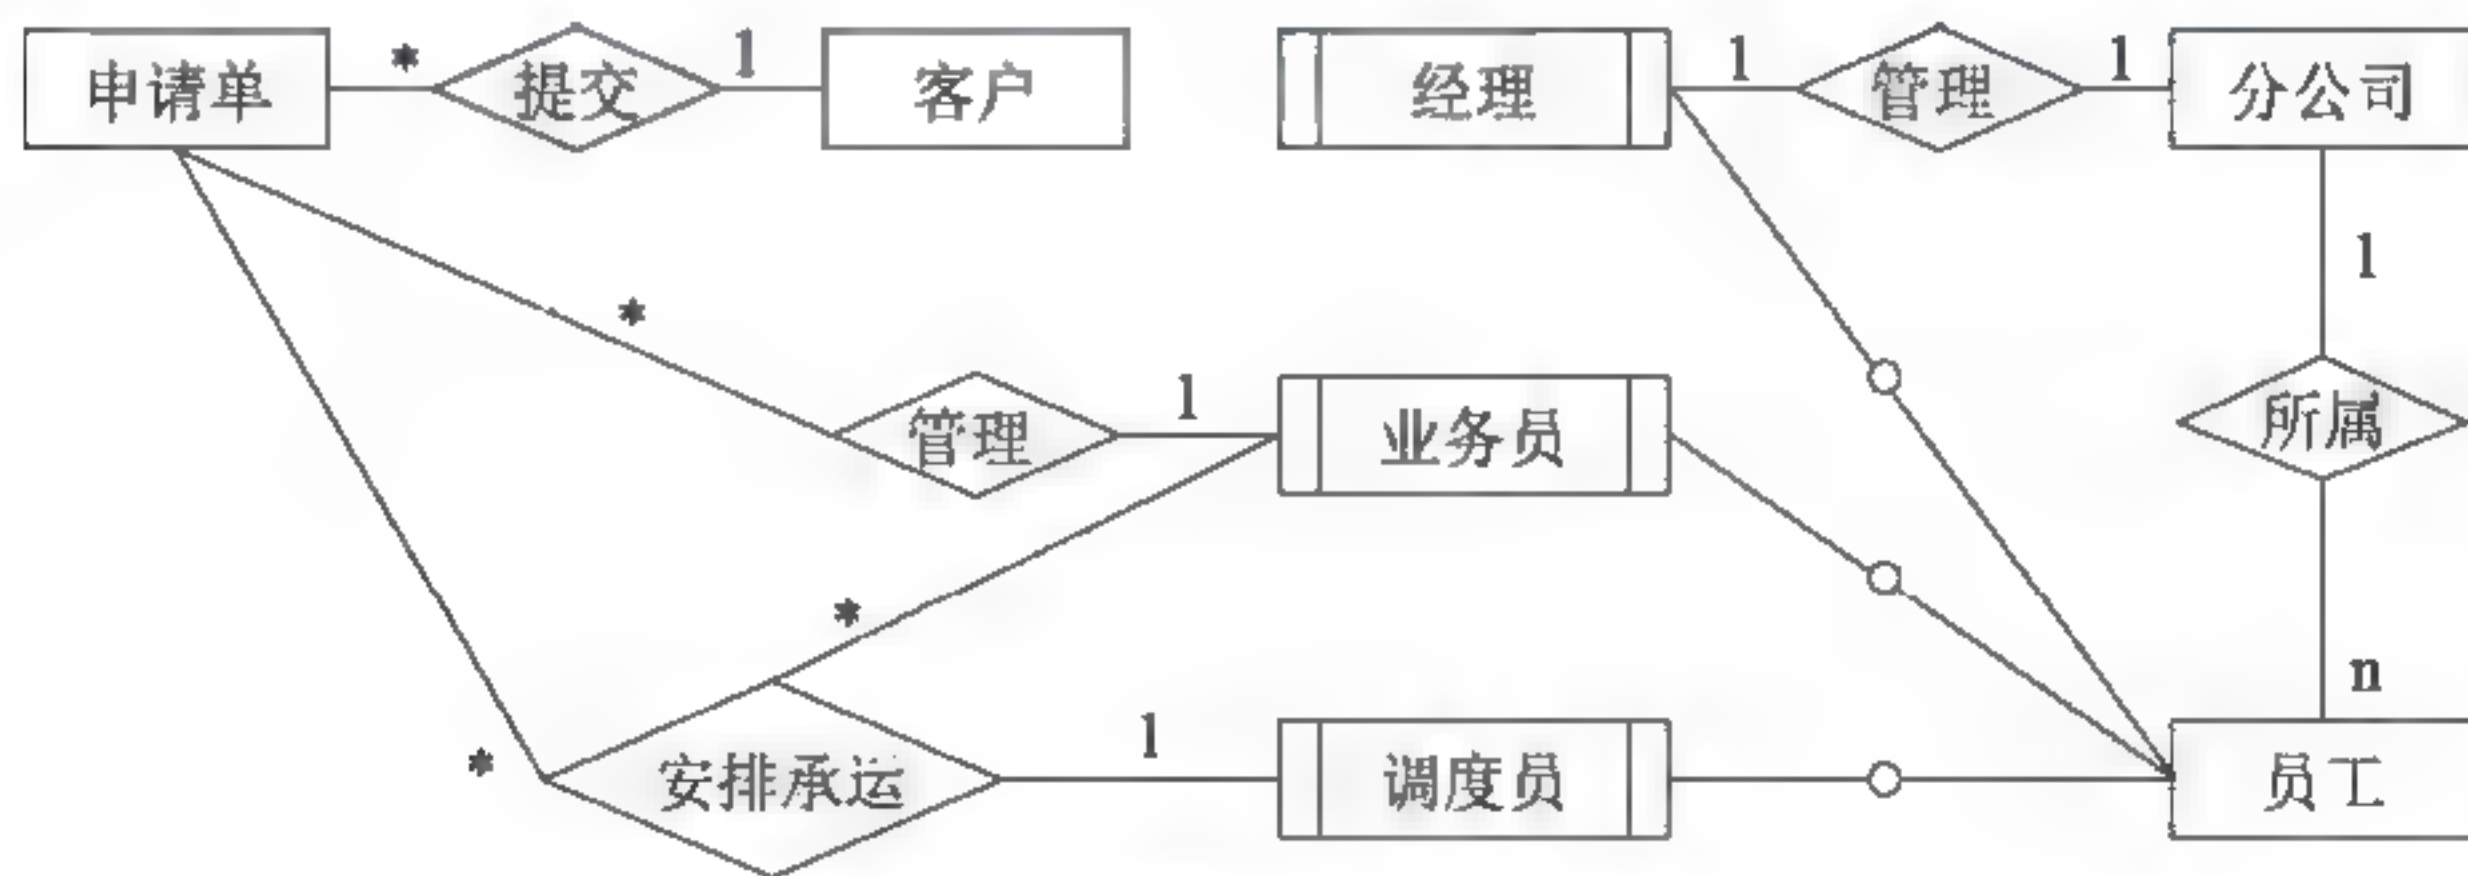 申请单 * 提交 1 客户 经理 1 管理 1 分公司
1
*
管理 1 业务员 所属
*
n
* 安排承运 1 调度员 员工